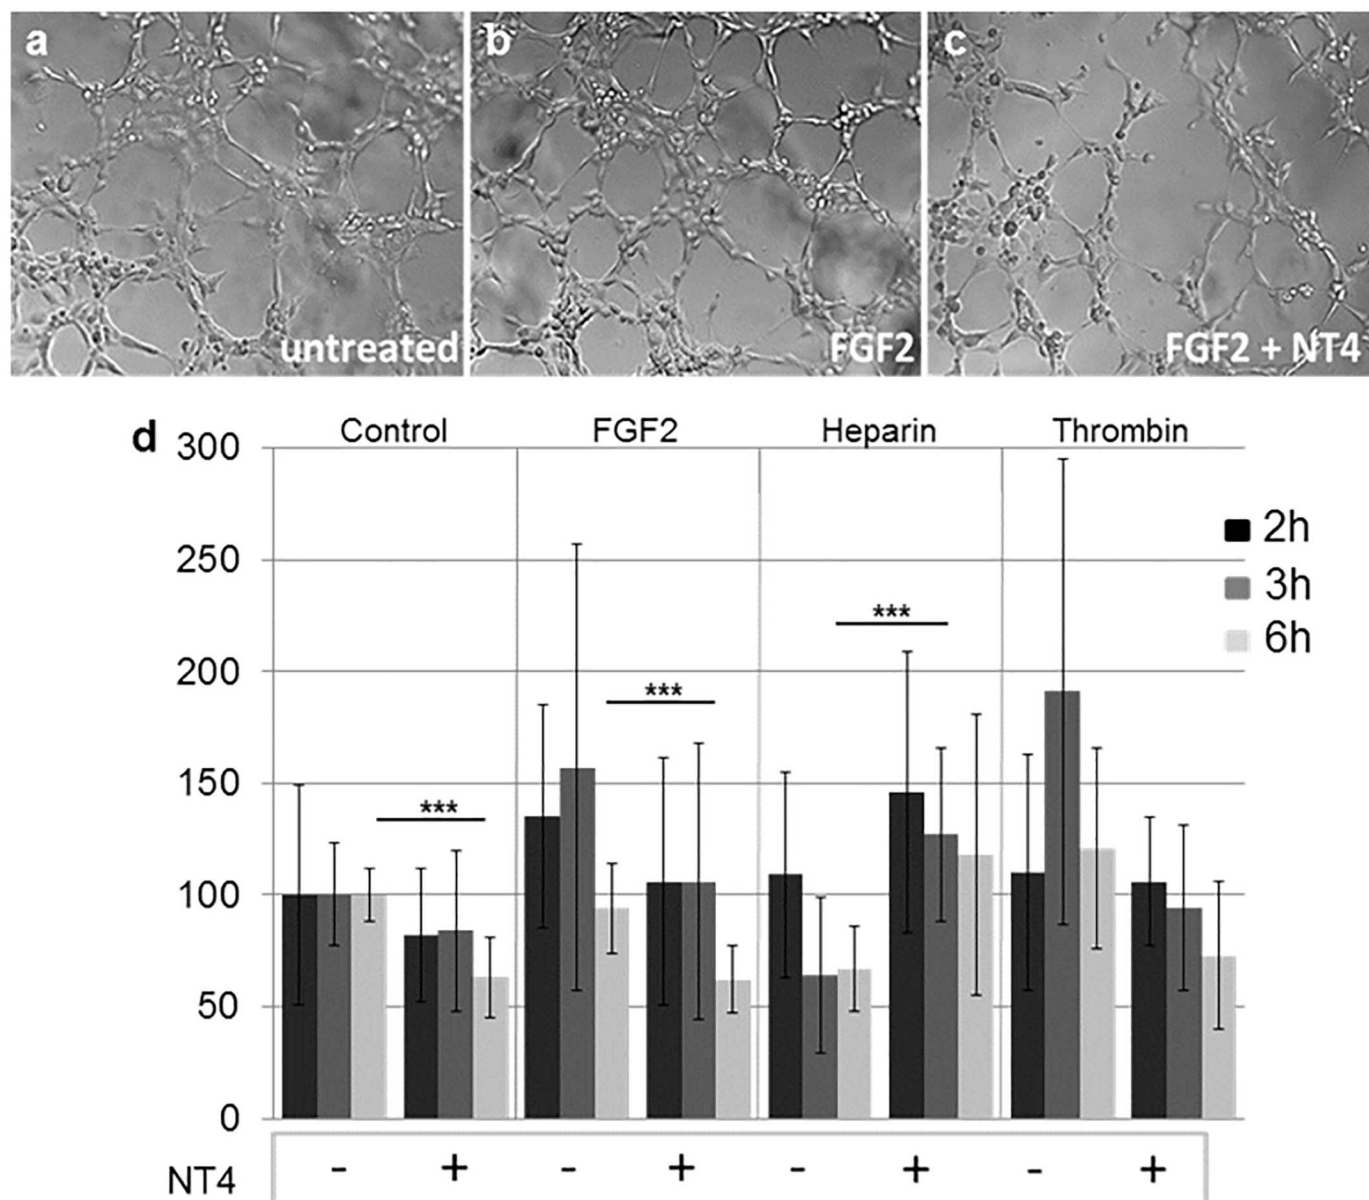 a
b
c
untreated
FGF2
FGF2 + NT4
d
Control
FGF2
Heparin
Thrombin
300
250
200
150
100
50
0
***
***
***
2h
3h
6h
NT4
- + - + - + - +